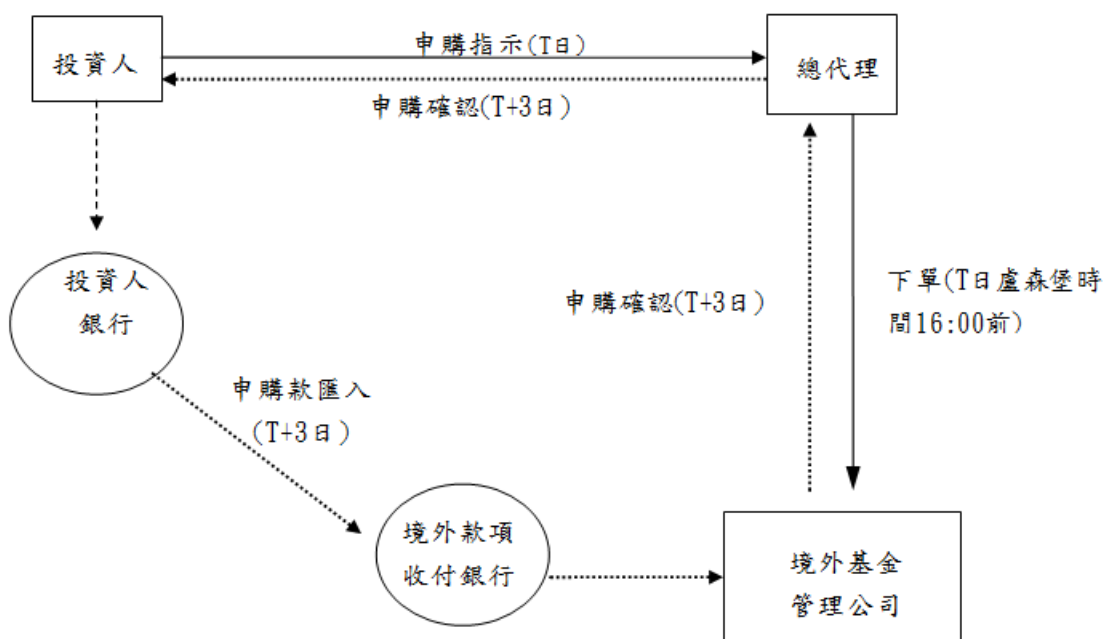 申購指示(T日)
投資人
總代理
申購確認(T+3日)
投資人
銀行
下單(T日盧森堡時
間16:00前)
申購確認(T+3日)
申購款匯入
(T+3日)
境外款項
收付銀行
境外基金
管理公司